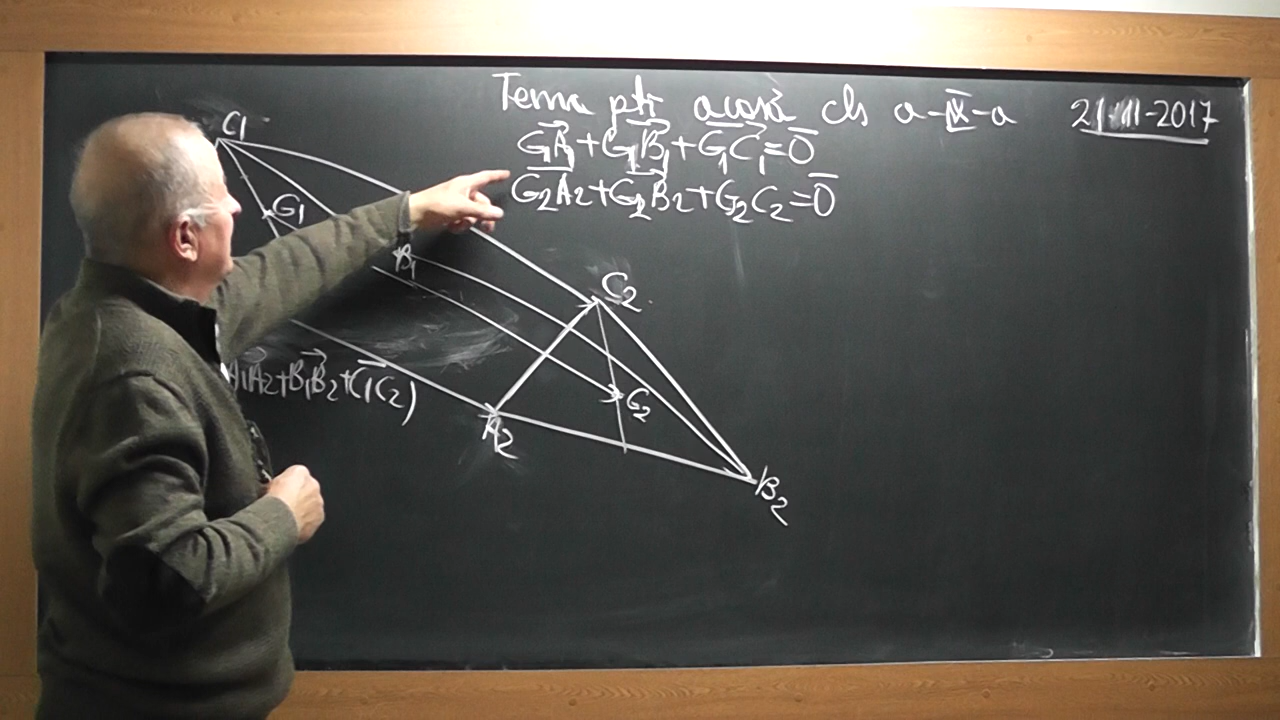 Tema ptr acasă cls a-IX-a 21-11-2017
G₁A₁+G₁B₁+G₁C₁=0
G₂A₂+G₂B₂+G₂C₂=0
C₁
G₁
B₁
C₂
A₁A₂+B₁B₂+C₁C₂)
G₂
A₂
B₂